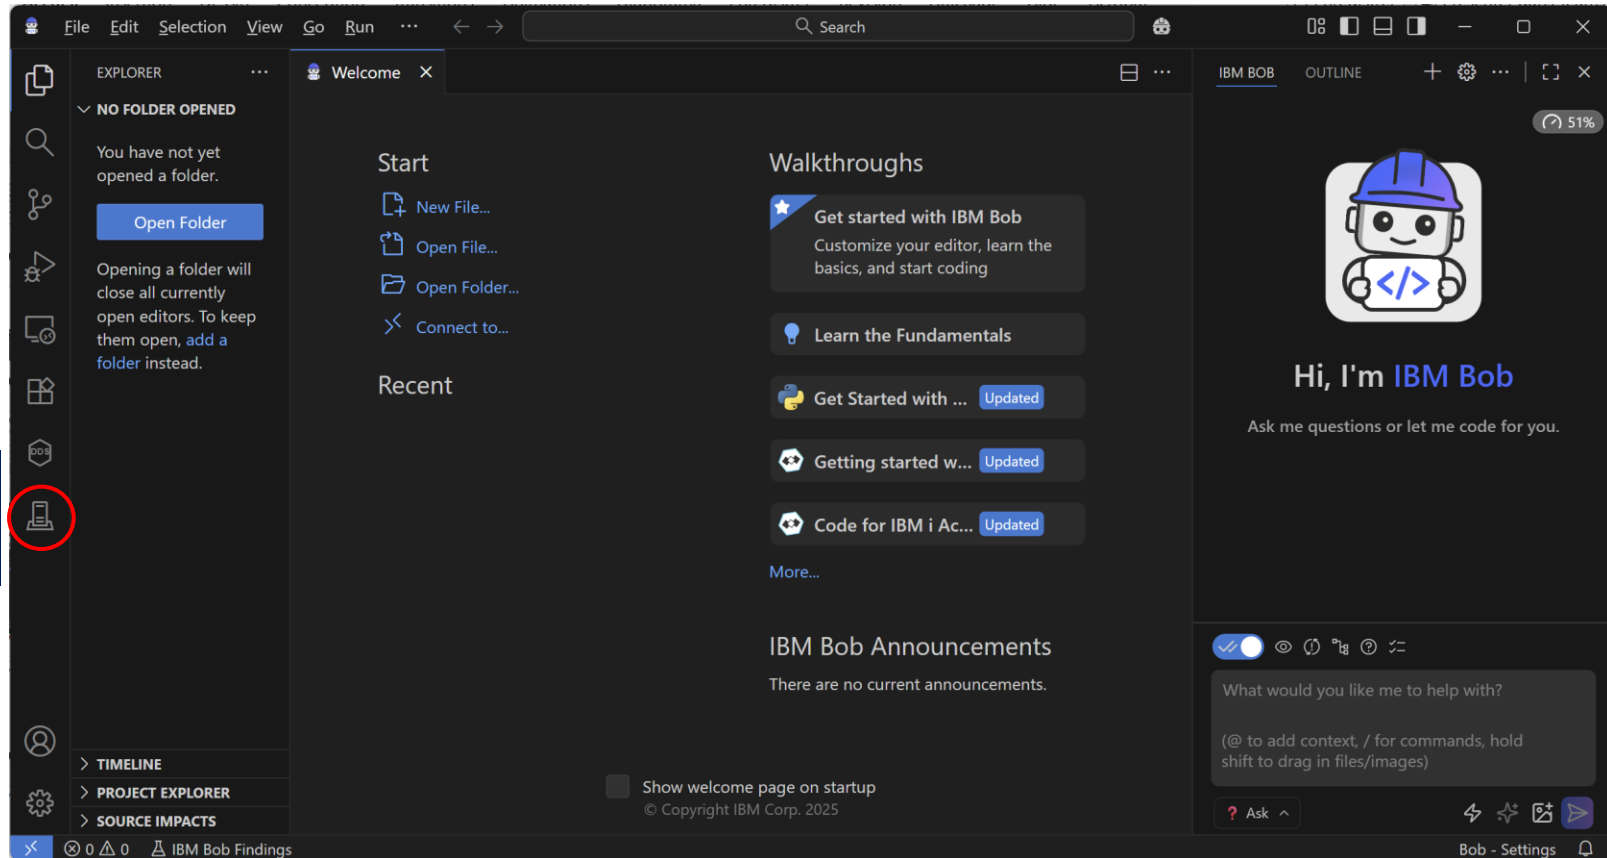 File Edit Selection View Go Run ··· Search
EXPLORER ···
NO FOLDER OPENED
You have not yet
opened a folder.
Open Folder
Opening a folder will
close all currently
open editors. To keep
them open, add a
folder instead.
TIMELINE
PROJECT EXPLORER
SOURCE IMPACTS
DDS
Welcome
Start
New File...
Open File...
Open Folder...
Connect to...
Recent
Walkthroughs
Get started with IBM Bob
Customize your editor, learn the
basics, and start coding
Learn the Fundamentals
Get Started with ... Updated
Getting started w... Updated
Code for IBM i Ac... Updated
More...
IBM Bob Announcements
There are no current announcements.
Show welcome page on startup
© Copyright IBM Corp. 2025
IBM BOB OUTLINE
51%
Hi, I'm IBM Bob
Ask me questions or let me code for you.
What would you like me to help with?
(@ to add context, / for commands, hold
shift to drag in files/images)
? Ask
0 0 IBM Bob Findings
Bob - Settings